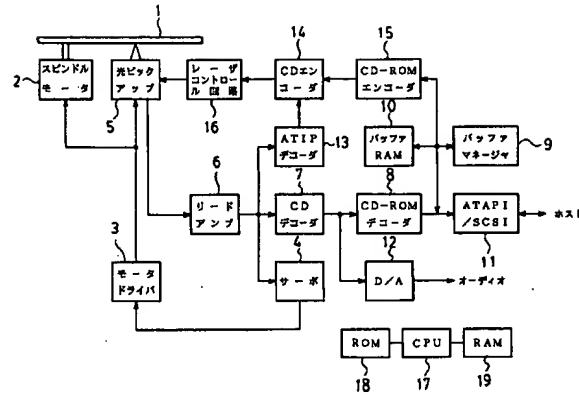 1
14
15
スピンドル
モータ
2
光ピック
アップ
5
レーザ
コントロー
ル回路
16
CDエン
コーダ
CD-ROM
エンコーダ
10
ATIP
デコーダ
13
バッファ
RAM
バッファ
マネージャ
9
6
7
8
リード
アンプ
CD
デコーダ
CD-ROM
デコーダ
ATAPI
/SCSI
ホスト
11
3
4
12
モータ
ドライバ
サーボ
D/A
オーディオ
ROM
CPU
RAM
18
17
19